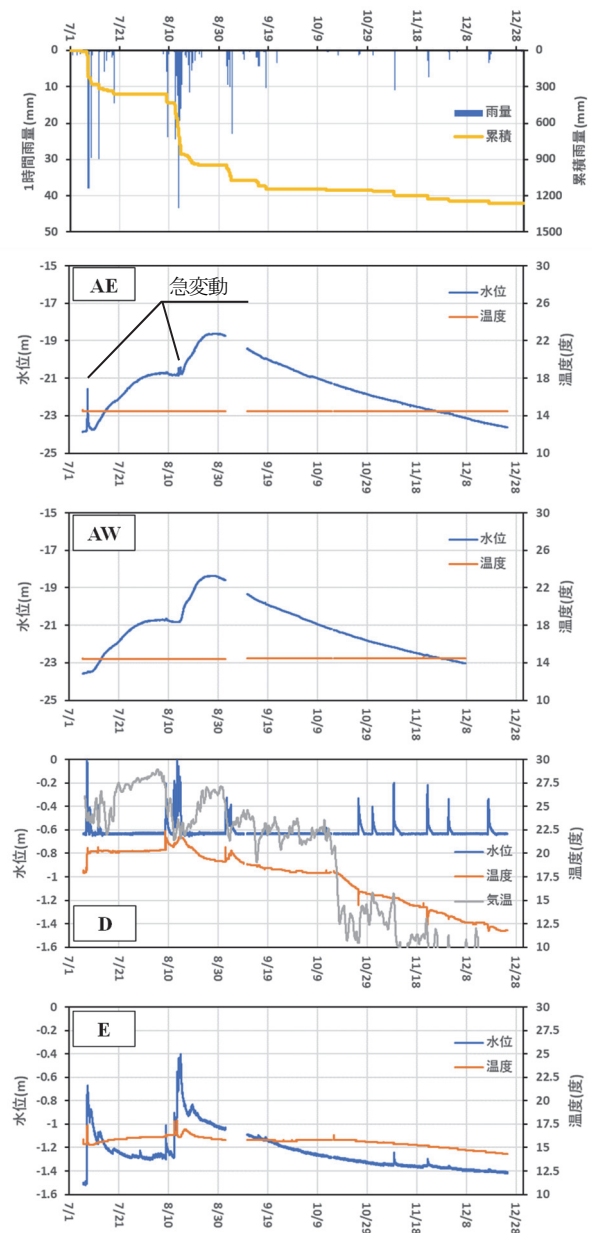 7/1 7/21 8/10 8/30 9/19 10/9 10/29 11/18 12/8 12/28
0 0
10 300
20 600
30 900
40 1200
50 1500
1時間雨量(mm)
累積雨量(mm)
雨量
累積
AE
急変動
水位
温度
水位(m)
温度(度)
-15 30
-17 26
-19 22
-21 18
-23 14
-25 10
7/1 7/21 8/10 8/30 9/19 10/9 10/29 11/18 12/8 12/28
AW
水位
温度
水位(m)
温度(度)
-15 30
-17 26
-19 22
-21 18
-23 14
-25 10
7/1 7/21 8/10 8/30 9/19 10/9 10/29 11/18 12/8 12/28
水位
温度
気温
D
水位(m)
温度(度)
0 30
-0.2 27.5
-0.4 25
-0.6 22.5
-0.8 20
-1 17.5
-1.2 15
-1.4 12.5
-1.6 10
7/1 7/21 8/10 8/30 9/19 10/9 10/29 11/18 12/8 12/28
E
水位
温度
水位(m)
温度(度)
0 30
-0.2 27.5
-0.4 25
-0.6 22.5
-0.8 20
-1 17.5
-1.2 15
-1.4 12.5
-1.6 10
7/1 7/21 8/10 8/30 9/19 10/9 10/29 11/18 12/8 12/28